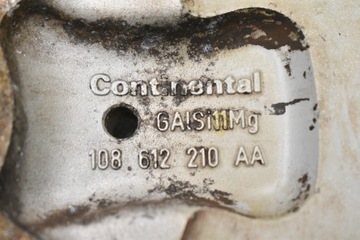 Continental
GAlSi11Mg
108 612 210 AA